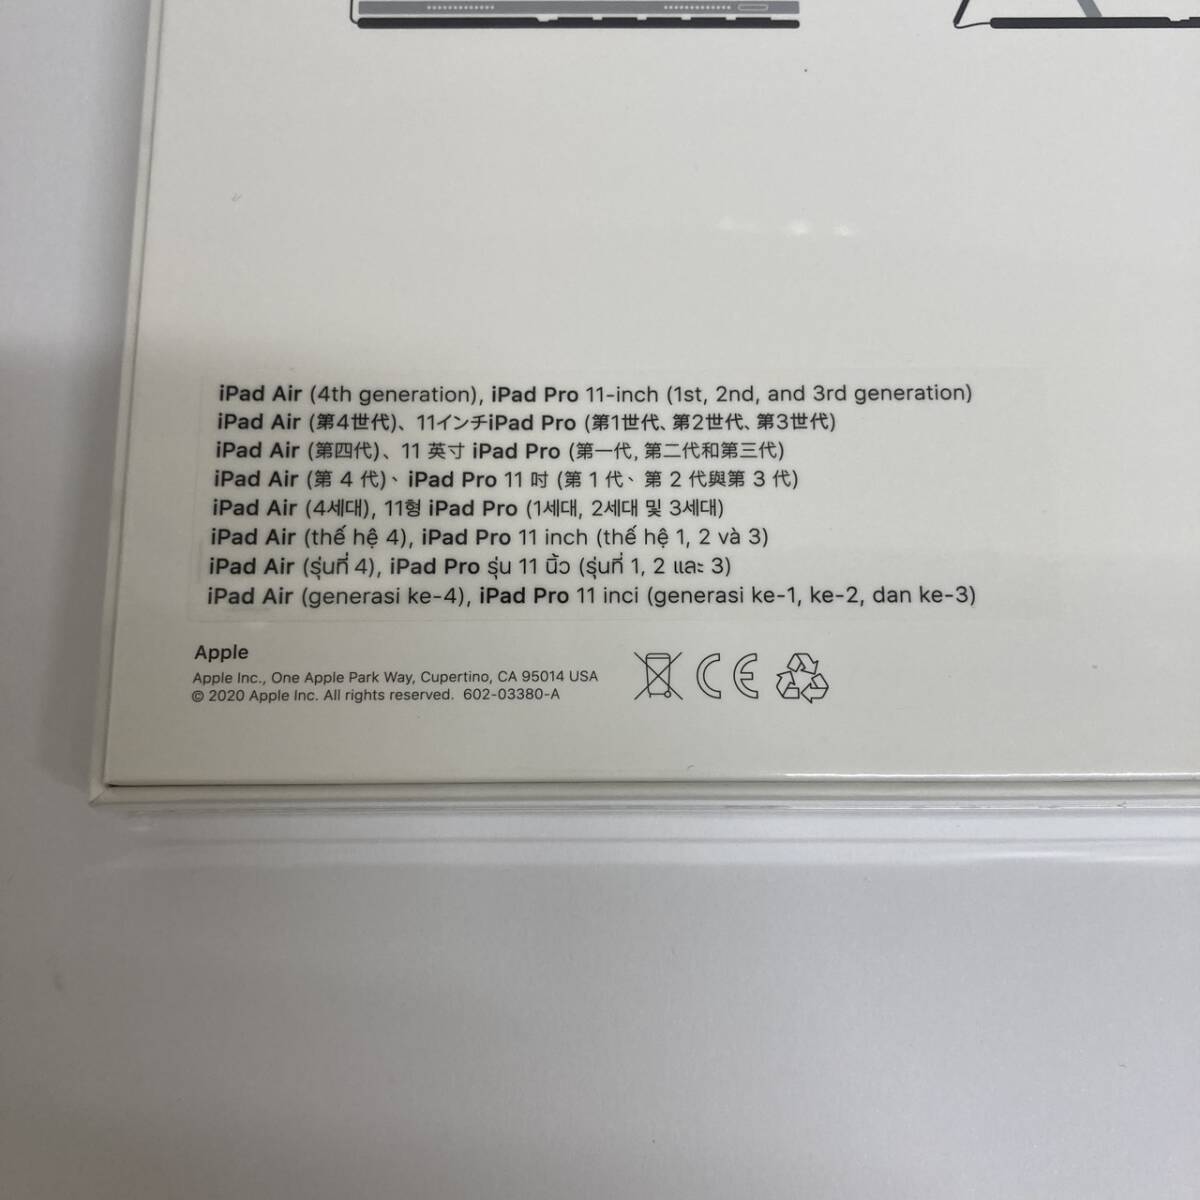 iPad Air (4th generation), iPad Pro 11-inch (1st, 2nd, and 3rd generation)
iPad Air (第4世代)、11インチiPad Pro (第1世代、第2世代、第3世代)
iPad Air (第四代)、11 英寸 iPad Pro (第一代, 第二代和第三代)
iPad Air (第 4 代)、iPad Pro 11 吋 (第 1 代、第 2 代與第 3 代)
iPad Air (4세대), 11형 iPad Pro (1세대, 2세대 및 3세대)
iPad Air (thế hệ 4), iPad Pro 11 inch (thế hệ 1, 2 và 3)
iPad Air (รุ่นที่ 4), iPad Pro รุ่น 11 นิ้ว (รุ่นที่ 1, 2 และ 3)
iPad Air (generasi ke-4), iPad Pro 11 inci (generasi ke-1, ke-2, dan ke-3)
Apple
Apple Inc., One Apple Park Way, Cupertino, CA 95014 USA
© 2020 Apple Inc. All rights reserved. 602-03380-A
CE